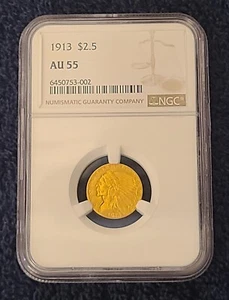 1913 $2.5
AU 55
6450753-002
NUMISMATIC GUARANTY COMPANY
NGC